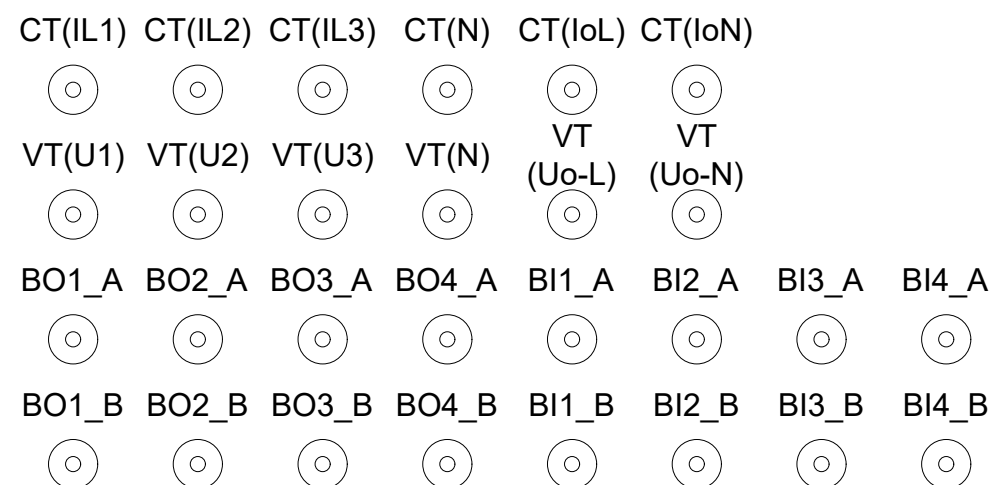 CT(IL1) CT(IL2) CT(IL3) CT(N) CT(IoL) CT(IoN)
VT(U1) VT(U2) VT(U3) VT(N) VT (Uo-L) VT (Uo-N)
BO1_A BO2_A BO3_A BO4_A BI1_A BI2_A BI3_A BI4_A
BO1_B BO2_B BO3_B BO4_B BI1_B BI2_B BI3_B BI4_B